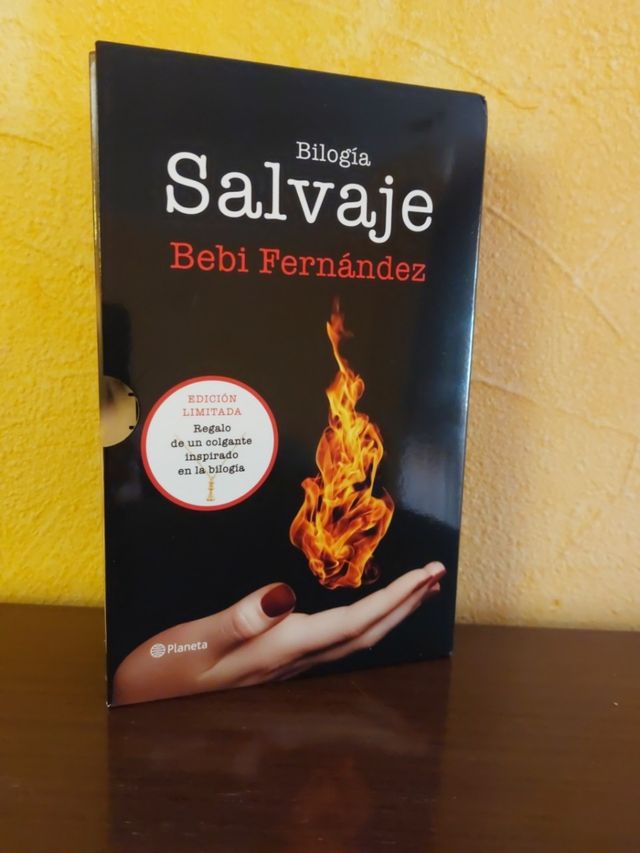 Bilogía
Salvaje
Bebi Fernández
EDICIÓN
LIMITADA
Regalo
de un colgante
inspirado
en la bilogía
Planeta